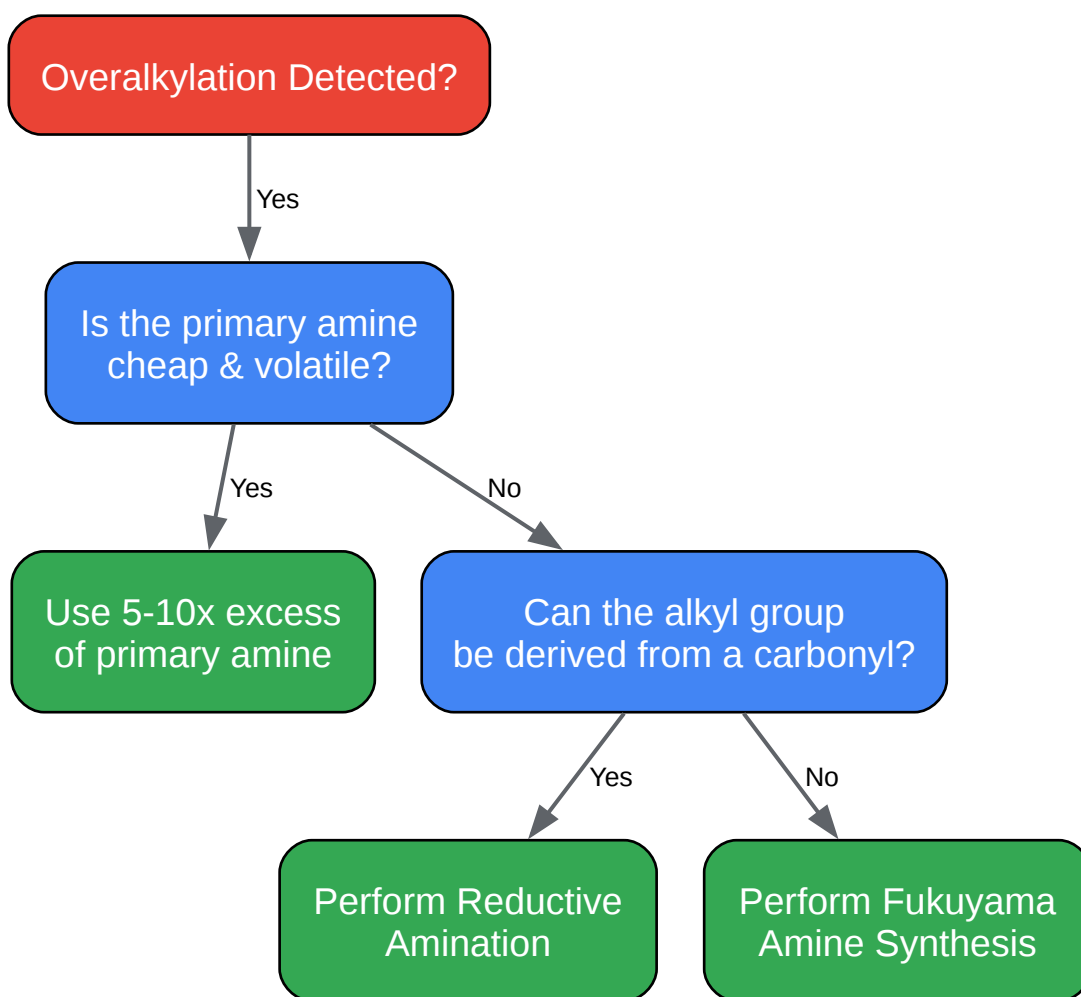 Overalkylation Detected?
Yes
Is the primary amine
cheap & volatile?
Yes
No
Use 5-10x excess
of primary amine
Can the alkyl group
be derived from a carbonyl?
Yes
No
Perform Reductive
Amination
Perform Fukuyama
Amine Synthesis